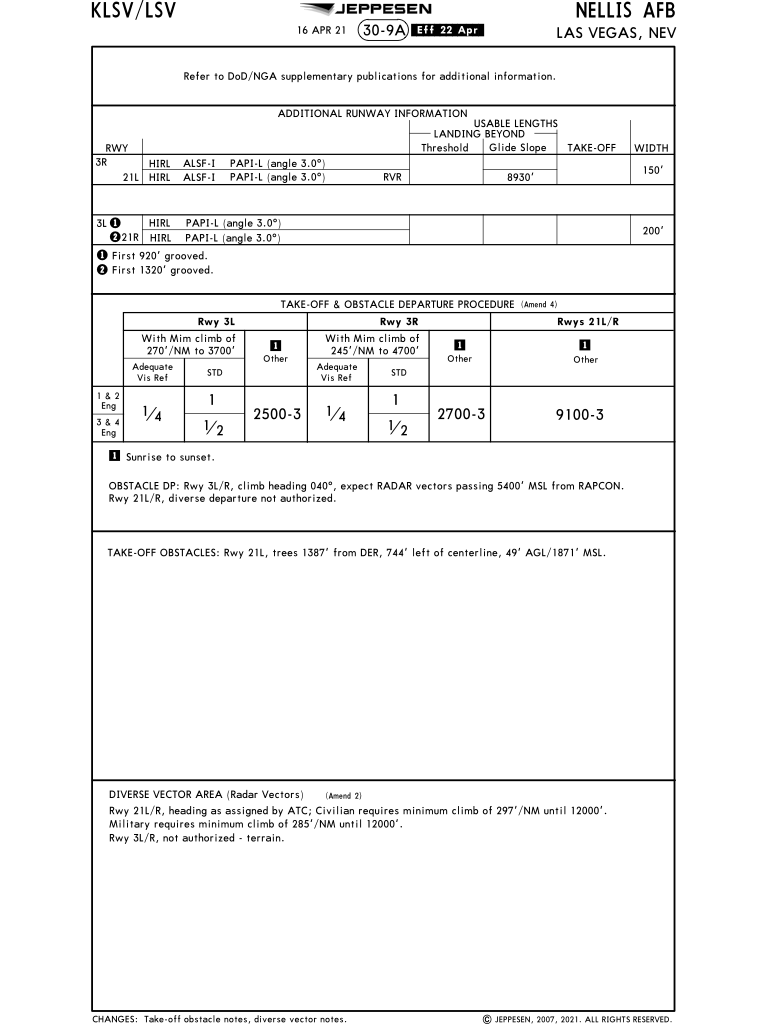 KLSV/LSV
JEPPESEN
NELLIS AFB
16 APR 21 30-9A Eff 22 Apr
LAS VEGAS, NEV
Refer to DoD/NGA supplementary publications for additional information.
ADDITIONAL RUNWAY INFORMATION
USABLE LENGTHS
LANDING BEYOND
RWY Threshold Glide Slope TAKE-OFF WIDTH
3R HIRL ALSF-I PAPI-L (angle 3.0°)
150'
21L HIRL ALSF-I PAPI-L (angle 3.0°) RVR 8930'
3L 1 HIRL PAPI-L (angle 3.0°)
200'
2 21R HIRL PAPI-L (angle 3.0°)
1 First 920' grooved.
2 First 1320' grooved.
TAKE-OFF & OBSTACLE DEPARTURE PROCEDURE (Amend 4)
Rwy 3L Rwy 3R Rwys 21L/R
With Mim climb of
270'/NM to 3700'
1
Other
With Mim climb of
245'/NM to 4700'
1
Other
1
Other
Adequate
Vis Ref
STD
Adequate
Vis Ref
STD
1 & 2
Eng
3 & 4
Eng
1/4
1
1/2
2500-3
1/4
1
1/2
2700-3
9100-3
1 Sunrise to sunset.
OBSTACLE DP: Rwy 3L/R, climb heading 040°, expect RADAR vectors passing 5400' MSL from RAPCON.
Rwy 21L/R, diverse departure not authorized.
TAKE-OFF OBSTACLES: Rwy 21L, trees 1387' from DER, 744' left of centerline, 49' AGL/1871' MSL.
DIVERSE VECTOR AREA (Radar Vectors) (Amend 2)
Rwy 21L/R, heading as assigned by ATC; Civilian requires minimum climb of 297'/NM until 12000'.
Military requires minimum climb of 285'/NM until 12000'.
Rwy 3L/R, not authorized - terrain.
CHANGES: Take-off obstacle notes, diverse vector notes.
© JEPPESEN, 2007, 2021. ALL RIGHTS RESERVED.